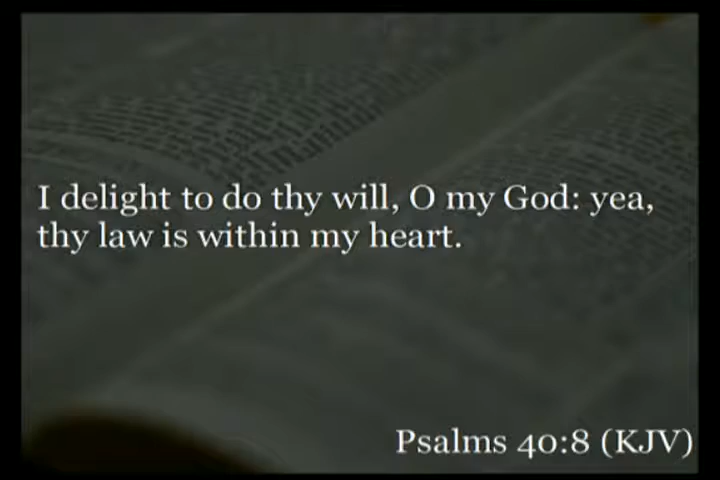 I delight to do thy will, O my God: yea,
thy law is within my heart.
Psalms 40:8 (KJV)